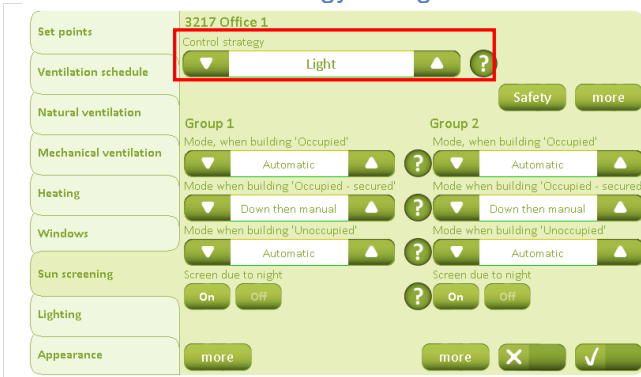 3217 Office 1
Control strategy
Light
?
Safety more
Set points
Ventilation schedule
Natural ventilation
Mechanical ventilation
Heating
Windows
Sun screening
Lighting
Appearance
Group 1
Mode, when building 'Occupied'
Automatic
?
Mode when building 'Occupied - secured'
Down then manual
?
Mode when building 'Unoccupied'
Automatic
?
Screen due to night
On Off
?
more
Group 2
Mode, when building 'Occupied'
Automatic
Mode when building 'Occupied - secured
Down then manual
Mode when building 'Unoccupied'
Automatic
Screen due to night
On Off
more